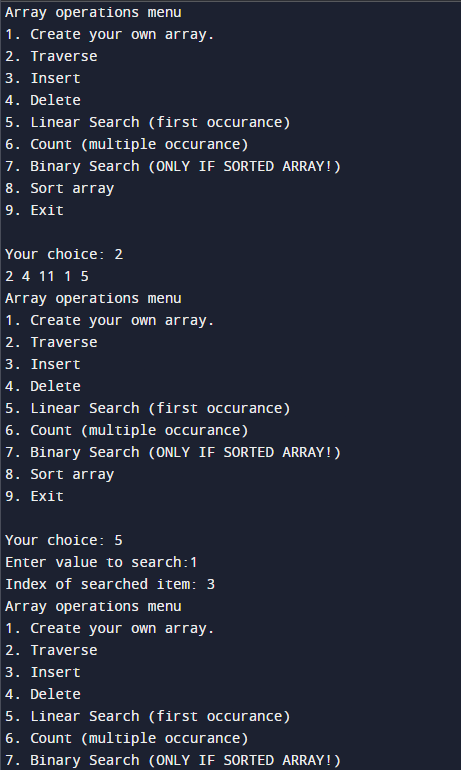 Array operations menu
1. Create your own array.
2. Traverse
3. Insert
4. Delete
5. Linear Search (first occurance)
6. Count (multiple occurance)
7. Binary Search (ONLY IF SORTED ARRAY!)
8. Sort array
9. Exit

Your choice: 2
2 4 11 1 5
Array operations menu
1. Create your own array.
2. Traverse
3. Insert
4. Delete
5. Linear Search (first occurance)
6. Count (multiple occurance)
7. Binary Search (ONLY IF SORTED ARRAY!)
8. Sort array
9. Exit

Your choice: 5
Enter value to search:1
Index of searched item: 3
Array operations menu
1. Create your own array.
2. Traverse
3. Insert
4. Delete
5. Linear Search (first occurance)
6. Count (multiple occurance)
7. Binary Search (ONLY IF SORTED ARRAY!)